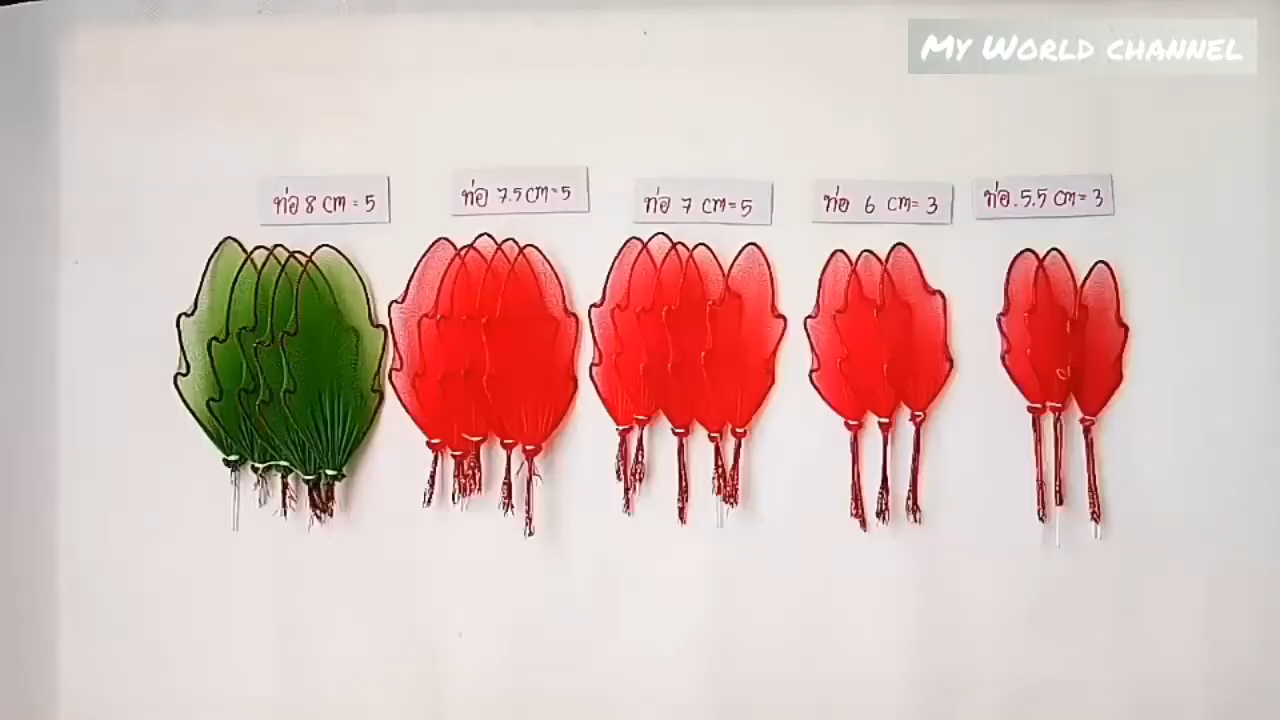 MY WORLD CHANNEL
ท่อ 8 cm = 5
ท่อ 7.5 cm = 5
ท่อ 7 cm = 5
ท่อ 6 cm = 3
ท่อ. 5.5 cm = 3